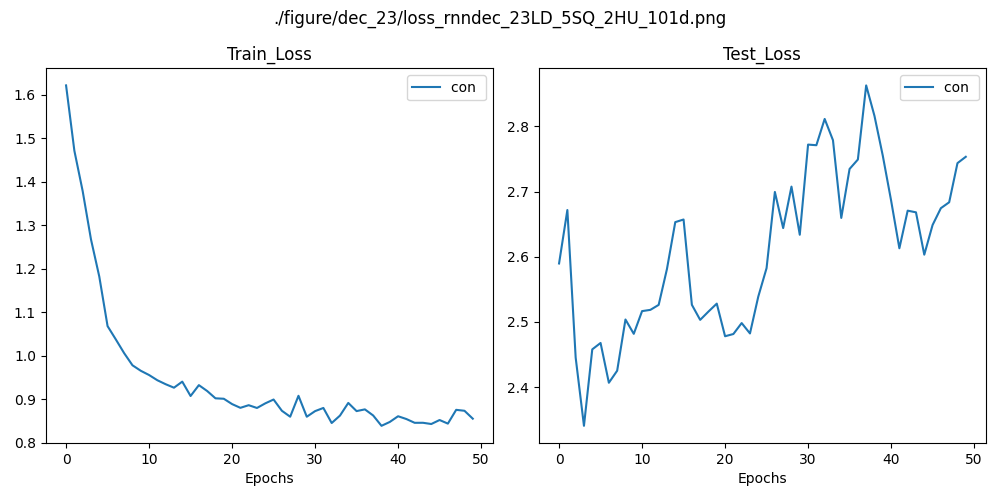 ./figure/dec_23/loss_rnndec_23LD_5SQ_2HU_101d.png
Train_Loss
con
1.6
1.5
1.4
1.3
1.2
1.1
1.0
0.9
0.8
0 10 20 30 40 50
Epochs
Test_Loss
con
2.8
2.7
2.6
2.5
2.4
0 10 20 30 40 50
Epochs